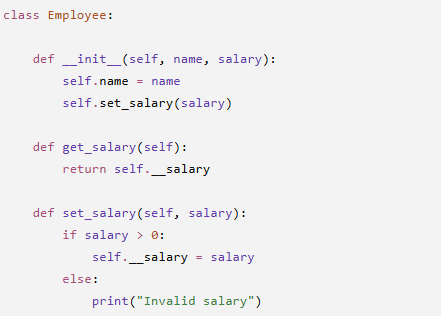 class Employee:
    def __init__(self, name, salary):
        self.name = name
        self.set_salary(salary)
    def get_salary(self):
        return self.__salary
    def set_salary(self, salary):
        if salary > 0:
            self.__salary = salary
        else:
            print("Invalid salary")